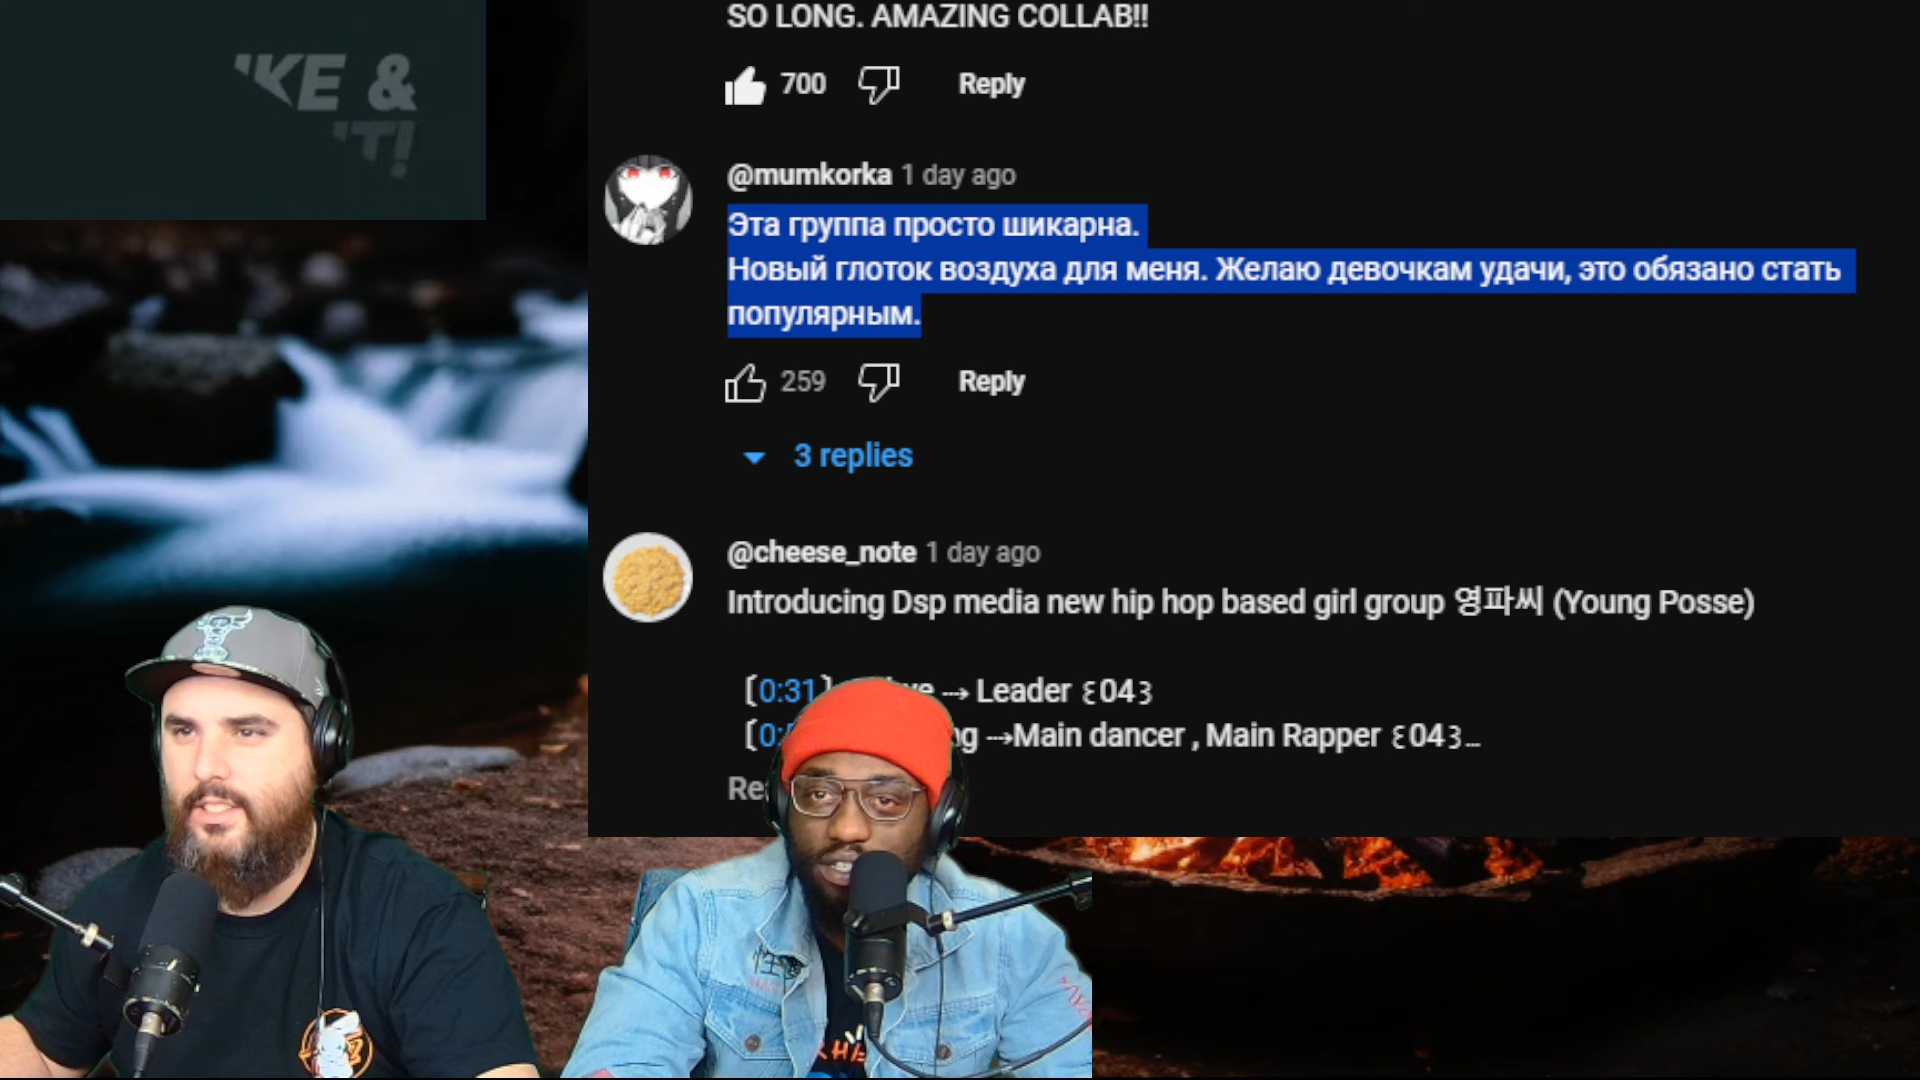 KE &
T!
SO LONG. AMAZING COLLAB!!
700 Reply
@mumkorka 1 day ago
Эта группа просто шикарна.
Новый глоток воздуха для меня. Желаю девочкам удачи, это обязано стать
популярным.
259 Reply
3 replies
@cheese_note 1 day ago
Introducing Dsp media new hip hop based girl group 영파씨 (Young Posse)
[0:31] ⤏ Leader ꒰04꒱
⤏Main dancer , Main Rapper ꒰04꒱...